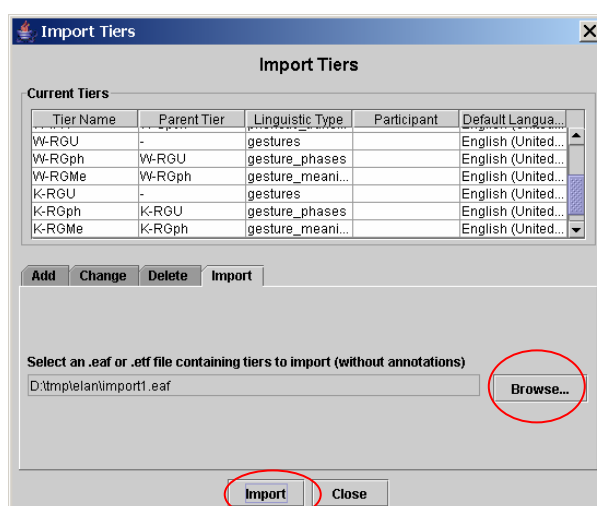 Import Tiers
Import Tiers
Current Tiers
Tier Name Parent Tier Linguistic Type Participant Default Langua...
W-RGU - gestures English (United...
W-RGph W-RGU gesture_phases English (United...
W-RGMe W-RGph gesture_meani... English (United...
K-RGU - gestures English (United...
K-RGph K-RGU gesture_phases English (United...
K-RGMe K-RGph gesture_meani... English (United...
Add Change Delete Import
Select an .eaf or .etf file containing tiers to import (without annotations)
D:\tmp\elan\import1.eaf Browse...
Import Close